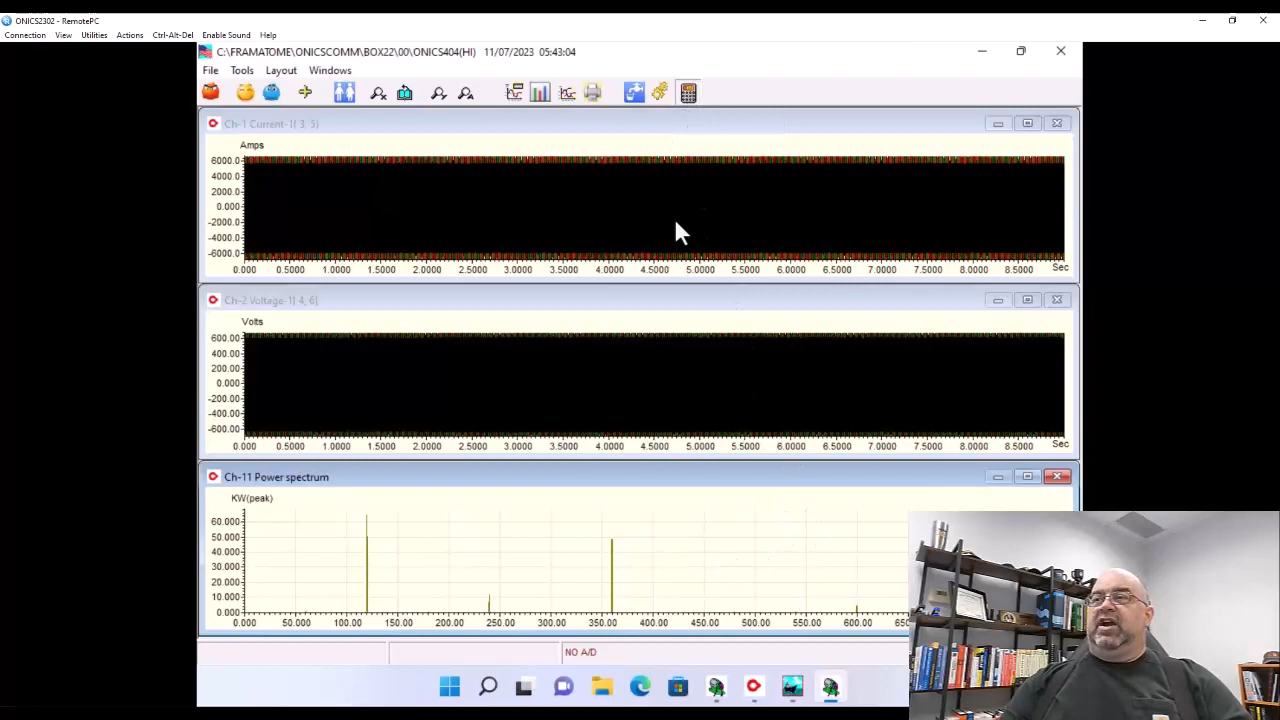 ONICS2302 - RemotePC
Connection View Utilities Actions Ctrl-Alt-Del Enable Sound Help
C:\FRAMATOME\ONICSCOMM\BOX22\00\ONICS404(HI) 11/07/2023 05:43:04
File Tools Layout Windows
Ch-1 Current-1( 3, 5)
Amps
6000.0
4000.0
2000.0
0.000
-2000.0
-4000.0
-6000.0
0.000 0.5000 1.0000 1.5000 2.0000 2.5000 3.0000 3.5000 4.0000 4.5000 5.0000 5.5000 6.0000 6.5000 7.0000 7.5000 8.0000 8.5000 Sec
Ch-2 Voltage-1( 4, 6)
Volts
600.00
400.00
200.00
0.000
-200.00
-400.00
-600.00
0.000 0.5000 1.0000 1.5000 2.0000 2.5000 3.0000 3.5000 4.0000 4.5000 5.0000 5.5000 6.0000 6.5000 7.0000 7.5000 8.0000 8.5000 Sec
Ch-11 Power spectrum
KW(peak)
60.000
50.000
40.000
30.000
20.000
10.000
0.000
0.000 50.000 100.00 150.00 200.00 250.00 300.00 350.00 400.00 450.00 500.00 550.00 600.00
NO A/D